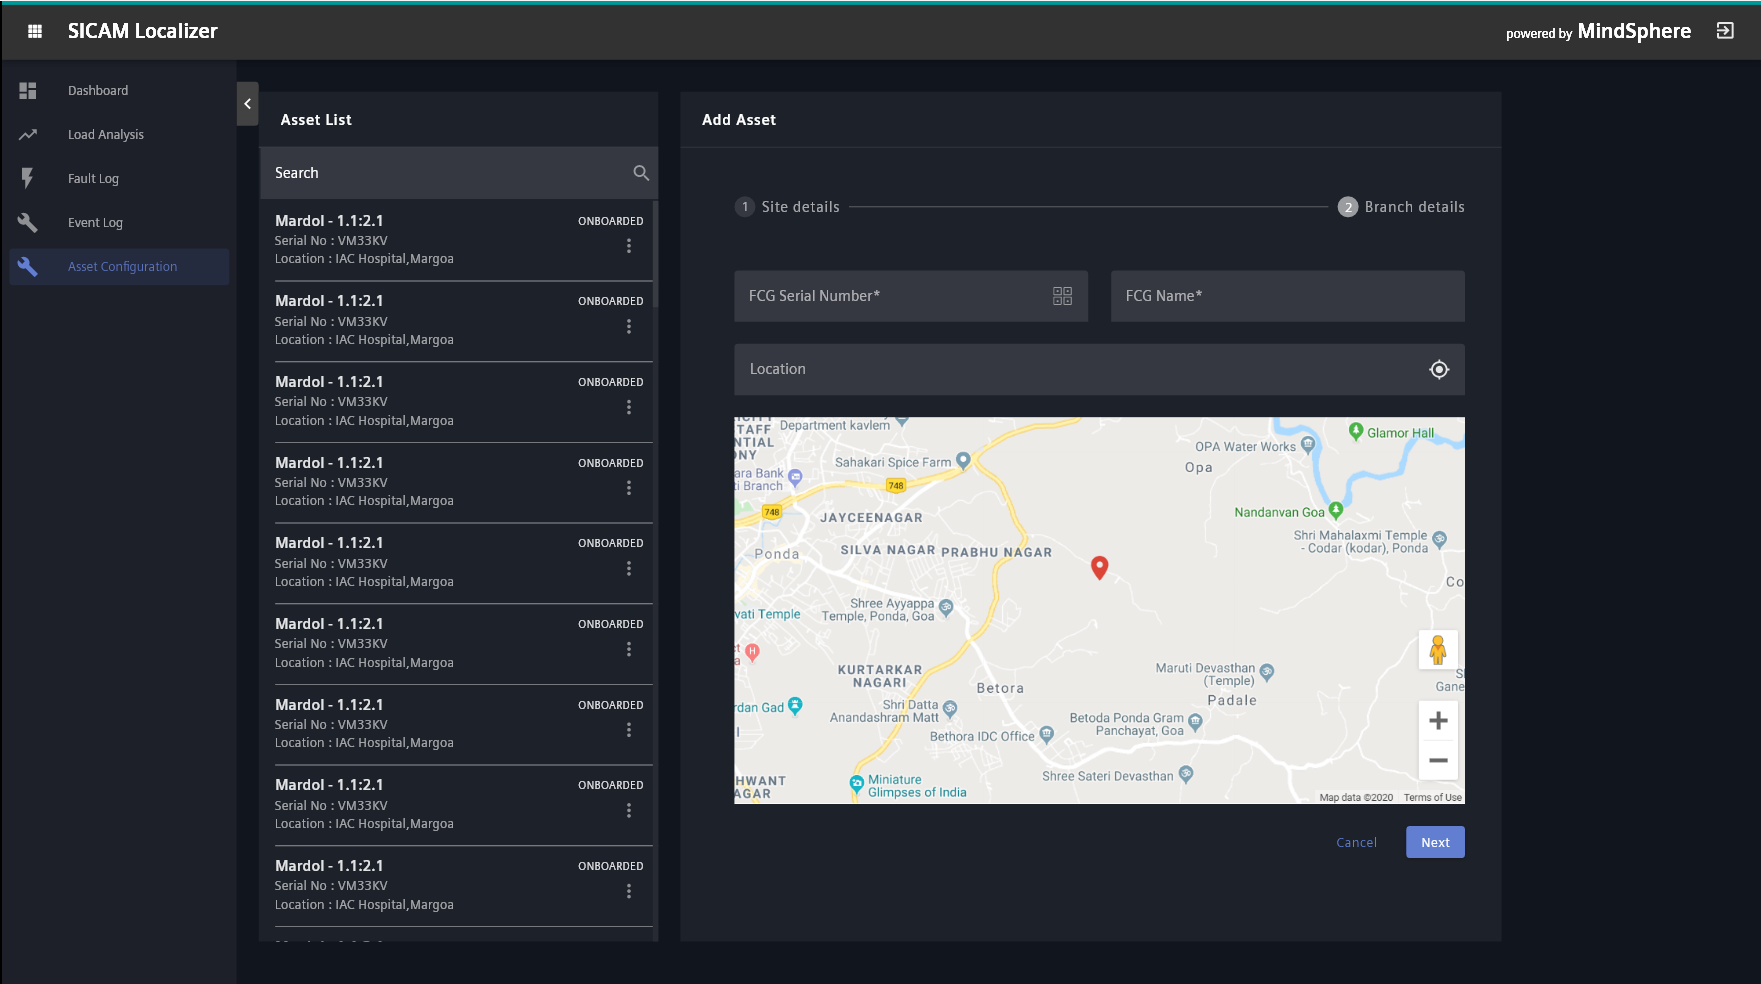 SICAM Localizer
powered by MindSphere
Dashboard
Load Analysis
Fault Log
Event Log
Asset Configuration
Asset List
Search
Mardol - 1.1:2.1 ONBOARDED
Serial No : VM33KV
Location : IAC Hospital,Margoa
Mardol - 1.1:2.1 ONBOARDED
Serial No : VM33KV
Location : IAC Hospital,Margoa
Mardol - 1.1:2.1 ONBOARDED
Serial No : VM33KV
Location : IAC Hospital,Margoa
Mardol - 1.1:2.1 ONBOARDED
Serial No : VM33KV
Location : IAC Hospital,Margoa
Mardol - 1.1:2.1 ONBOARDED
Serial No : VM33KV
Location : IAC Hospital,Margoa
Mardol - 1.1:2.1 ONBOARDED
Serial No : VM33KV
Location : IAC Hospital,Margoa
Mardol - 1.1:2.1 ONBOARDED
Serial No : VM33KV
Location : IAC Hospital,Margoa
Mardol - 1.1:2.1 ONBOARDED
Serial No : VM33KV
Location : IAC Hospital,Margoa
Mardol - 1.1:2.1 ONBOARDED
Serial No : VM33KV
Location : IAC Hospital,Margoa
Add Asset
1 Site details
2 Branch details
FCG Serial Number*
FCG Name*
Location
TAFF
NTIAL
ONY
Department kavlem
Glamor Hall
OPA Water Works
Opa
Sahakari Spice Farm
ara Bank
ti Branch
748
748
JAYCEENAGAR
Nandanvan Goa
Shri Mahalaxmi Temple
- Codar (kodar), Ponda
Ponda
SILVA NAGAR
PRABHU NAGAR
Co
vati Temple
Shree Ayyappa
Temple, Ponda, Goa
H
KURTARKAR
NAGARI
Betora
Maruti Devasthan
(Temple)
Padale
Gane
rdan Gad
Shri Datta
Anandashram Matt
Bethora IDC Office
Betoda Ponda Gram
Panchayat, Goa
HWANT
AGAR
Miniature
Glimpses of India
Shree Sateri Devasthan
Map data ©2020 Terms of Use
Cancel
Next